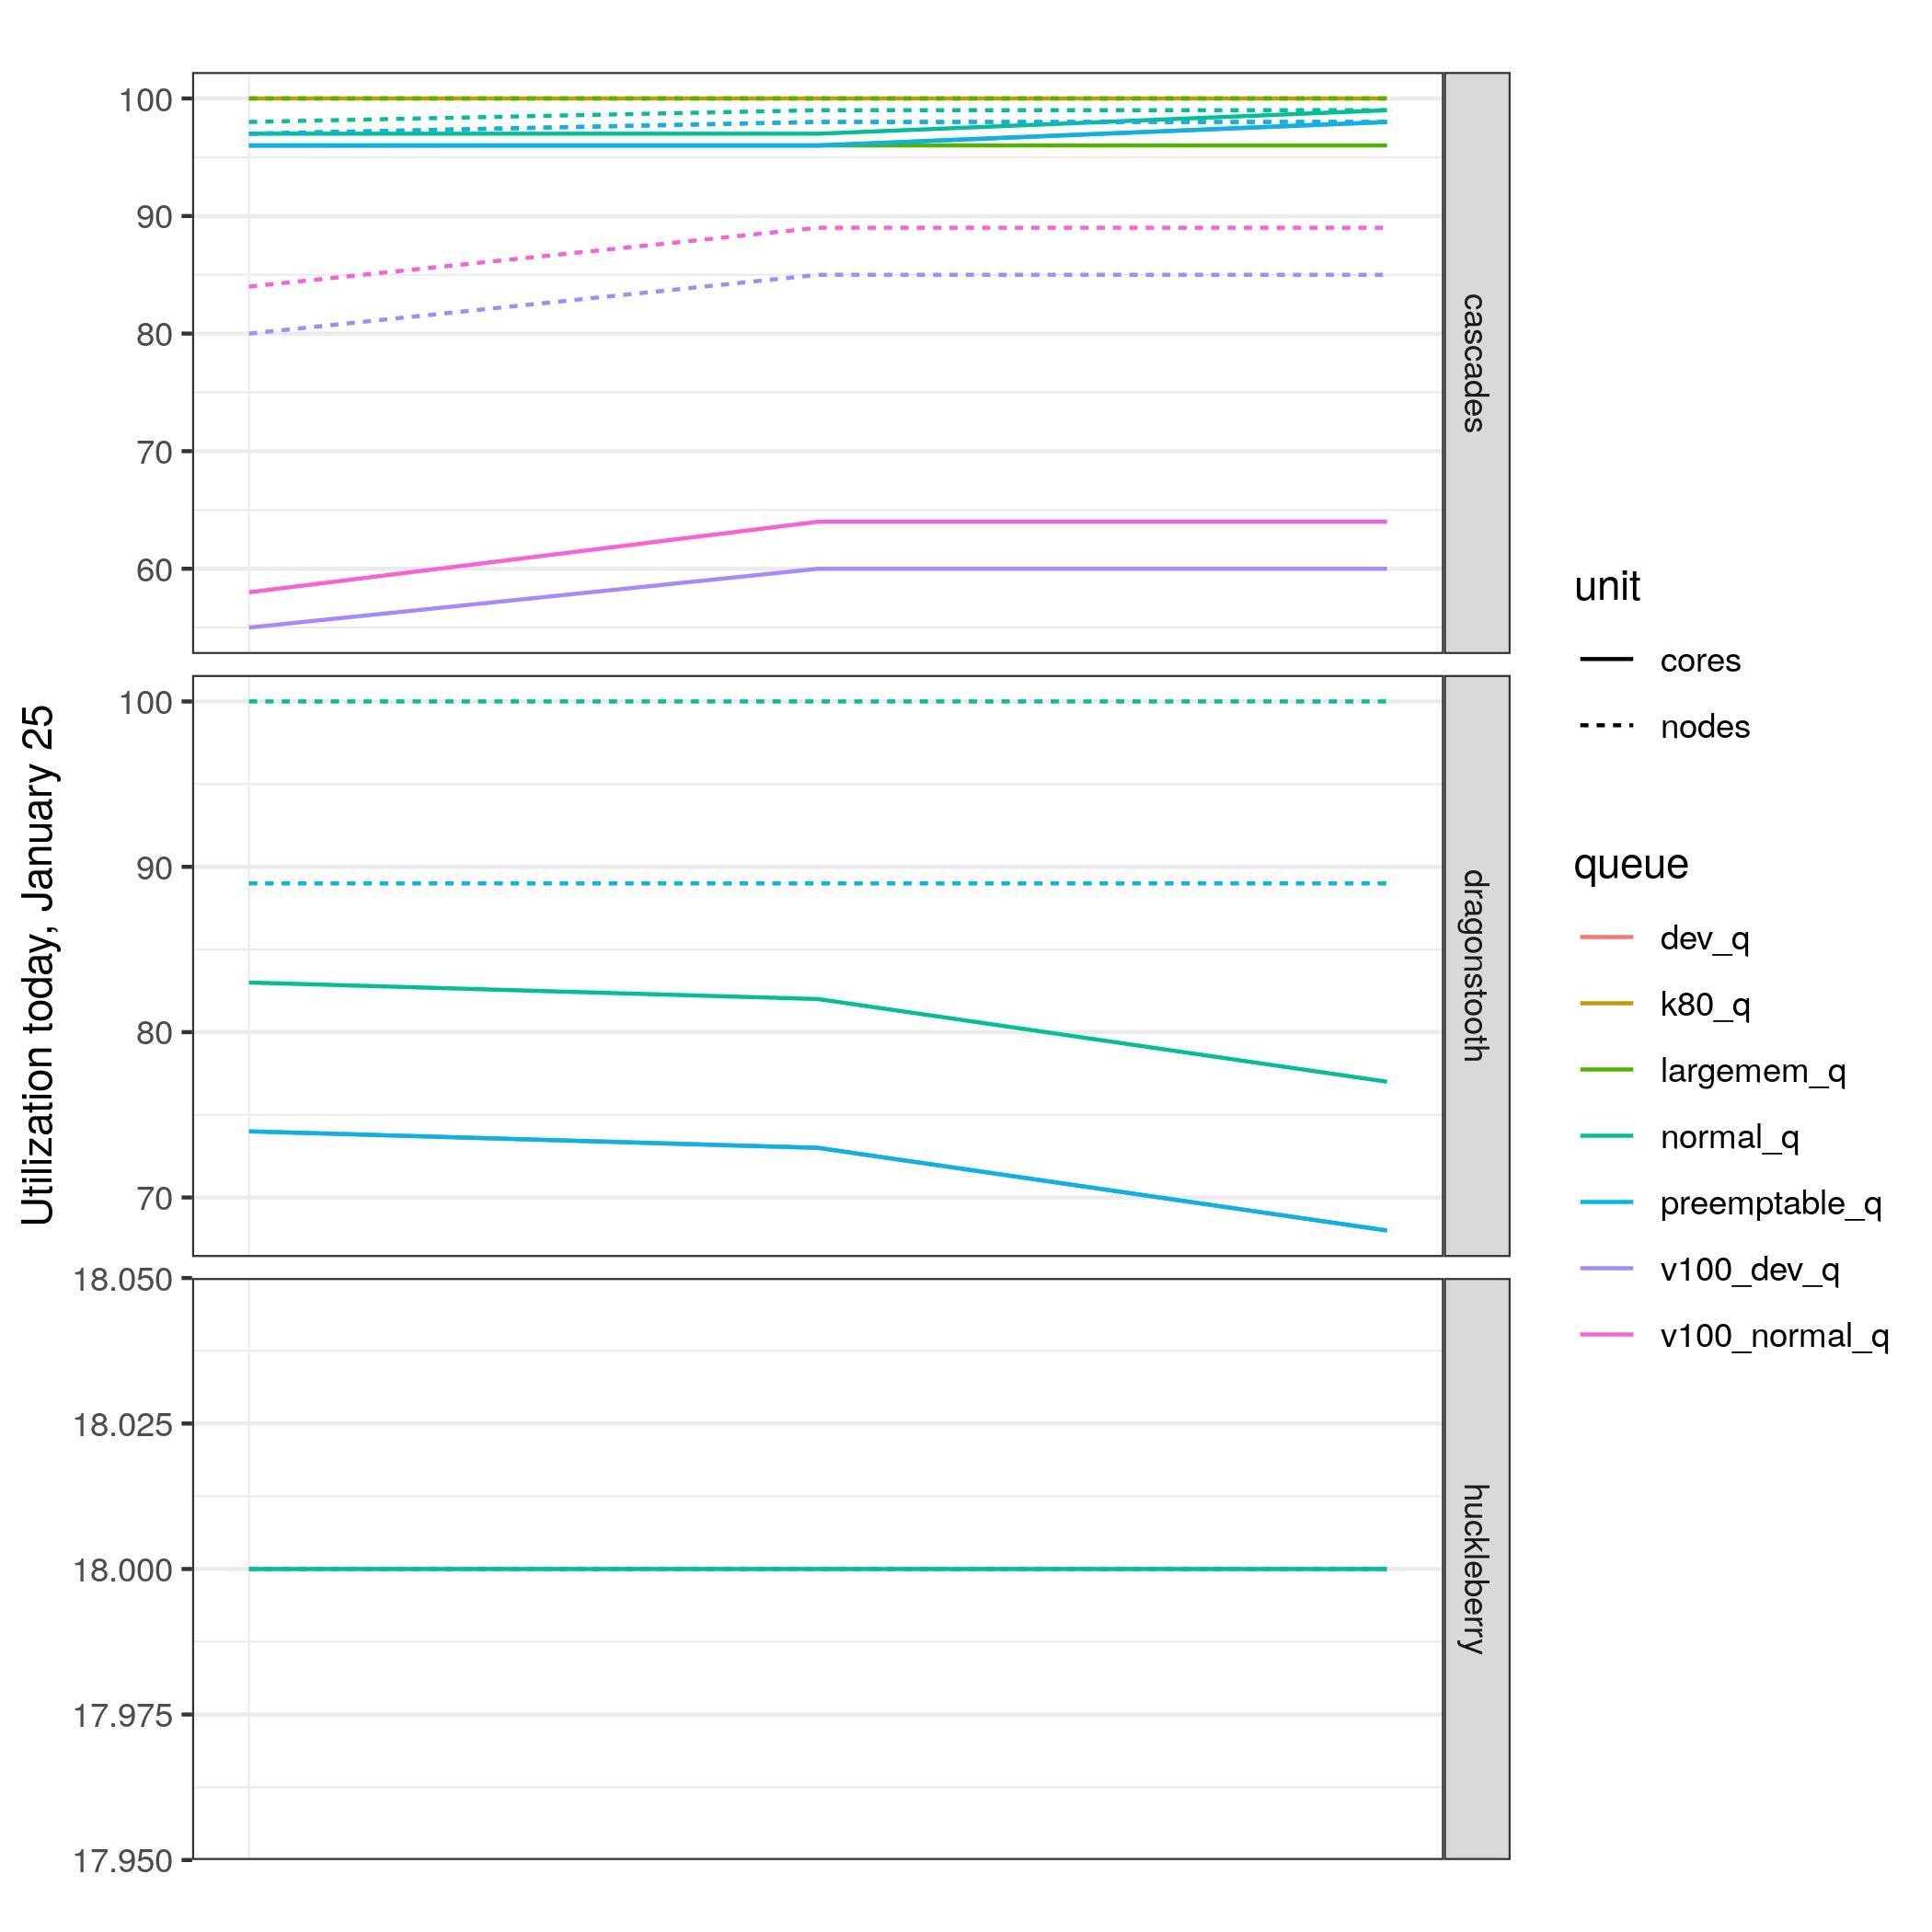 Utilization today, January 25
100
90
80
70
60
cascades
100
90
80
70
dragonstooth
18.050
18.025
18.000
17.975
17.950
huckleberry
unit
cores
nodes
queue
dev_q
k80_q
largemem_q
normal_q
preemptable_q
v100_dev_q
v100_normal_q